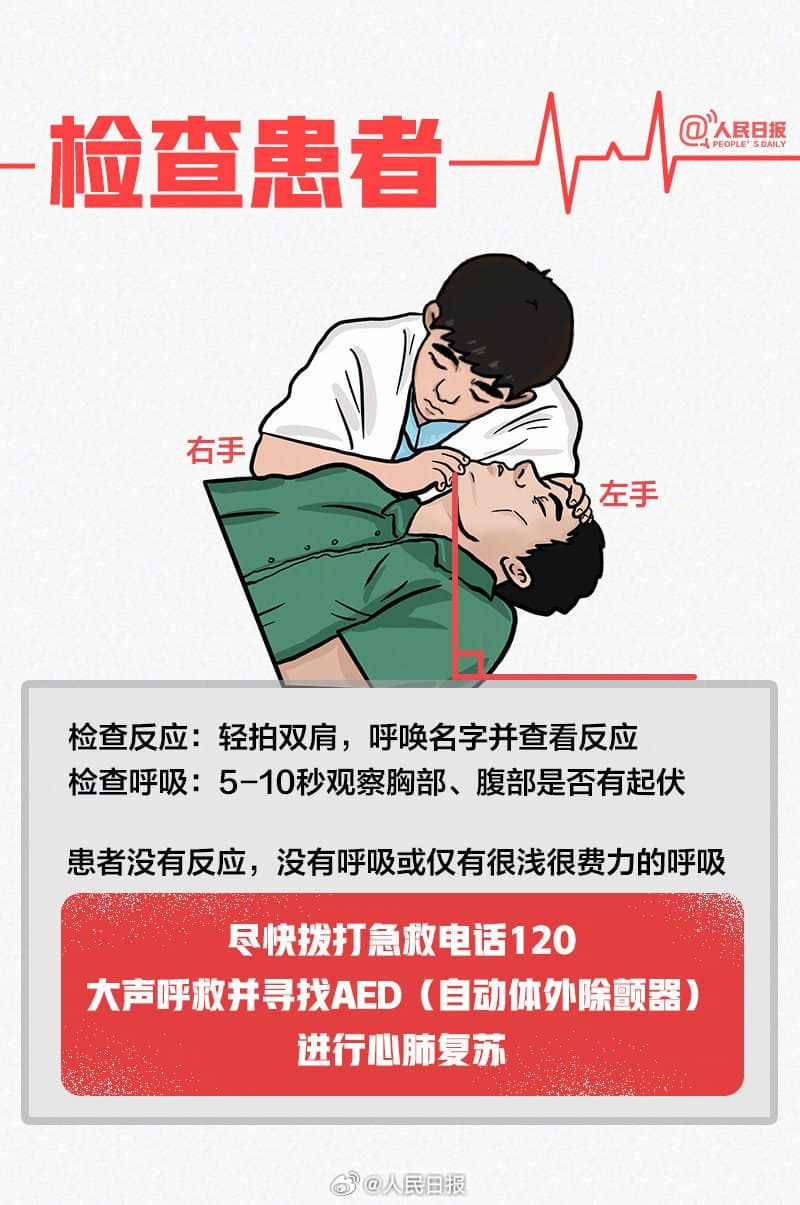 检查患者
@人民日报
PEOPLE'S DAILY
右手
左手
检查反应：轻拍双肩，呼唤名字并查看反应
检查呼吸：5-10秒观察胸部、腹部是否有起伏
患者没有反应，没有呼吸或仅有很浅很费力的呼吸
尽快拨打急救电话120
大声呼救并寻找AED（自动体外除颤器）
进行心肺复苏
@人民日报